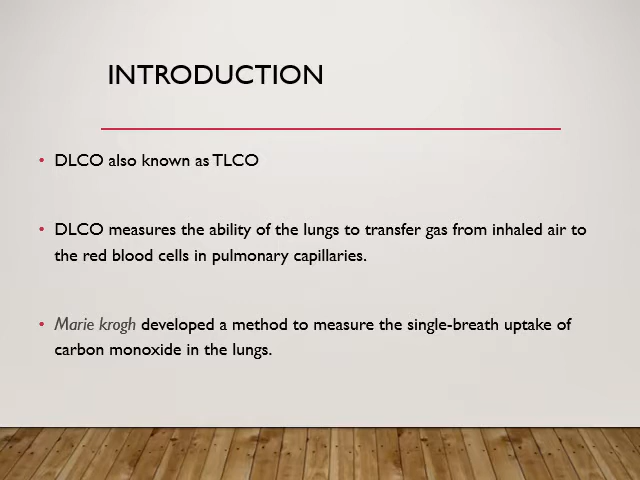 INTRODUCTION
• DLCO also known as TLCO
• DLCO measures the ability of the lungs to transfer gas from inhaled air to
the red blood cells in pulmonary capillaries.
• Marie krogh developed a method to measure the single-breath uptake of
carbon monoxide in the lungs.